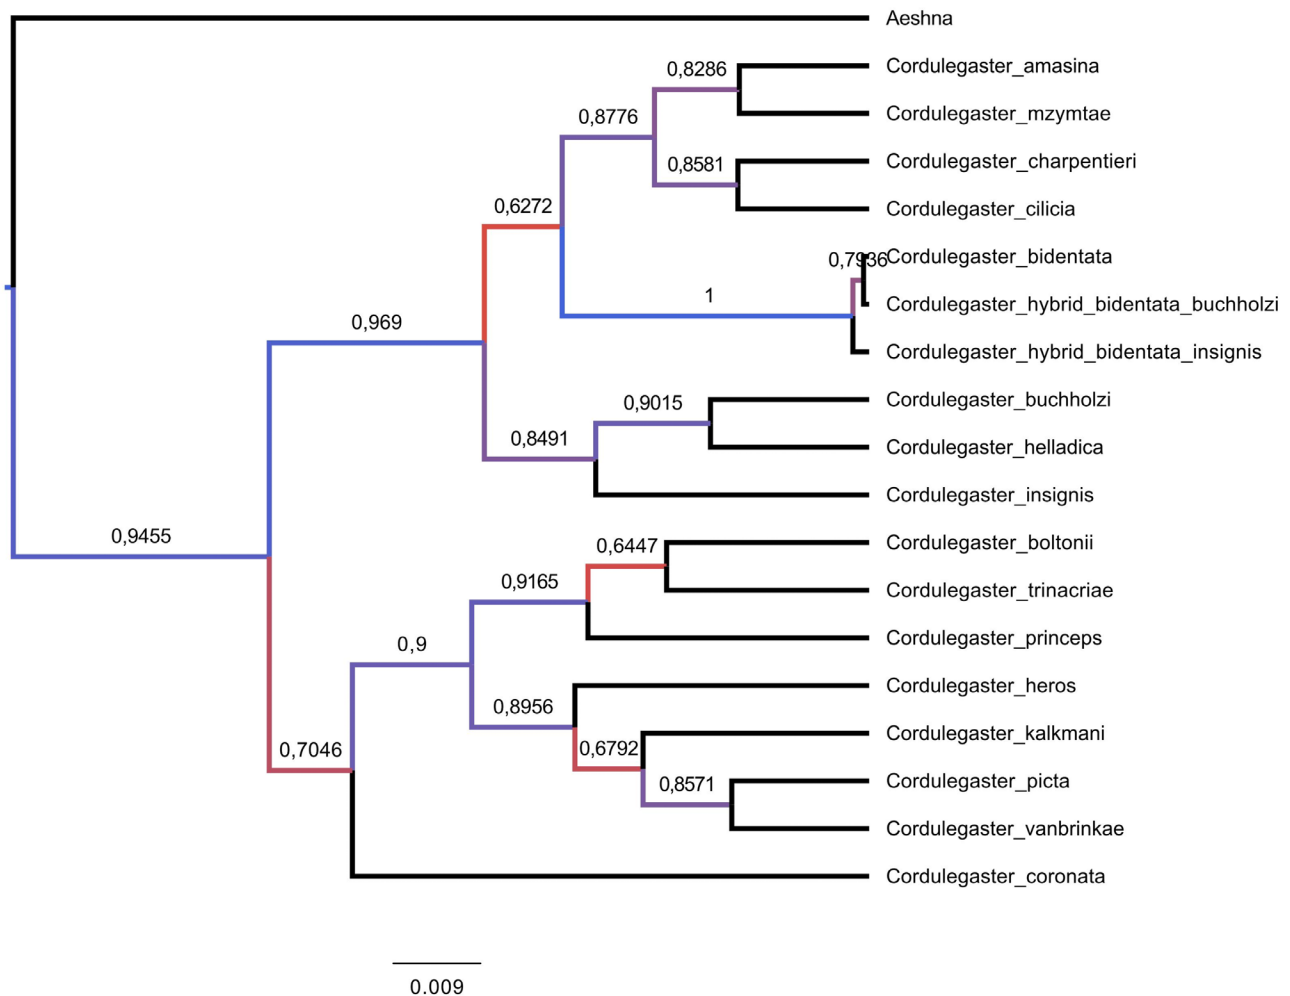 Aeshna
0,8286
Cordulegaster_amasina
Cordulegaster_mzymtae
0,8776
0,8581
Cordulegaster_charpentieri
Cordulegaster_cilicia
0,6272
0,7936
Cordulegaster_bidentata
Cordulegaster_hybrid_bidentata_buchholzi
1
Cordulegaster_hybrid_bidentata_insignis
0,969
0,9015
Cordulegaster_buchholzi
0,8491
Cordulegaster_helladica
Cordulegaster_insignis
0,9455
0,6447
Cordulegaster_boltonii
0,9165
Cordulegaster_trinacriae
0,9
Cordulegaster_princeps
0,8956
Cordulegaster_heros
0,7046
0,6792
Cordulegaster_kalkmani
0,8571
Cordulegaster_picta
Cordulegaster_vanbrinkae
Cordulegaster_coronata
0.009